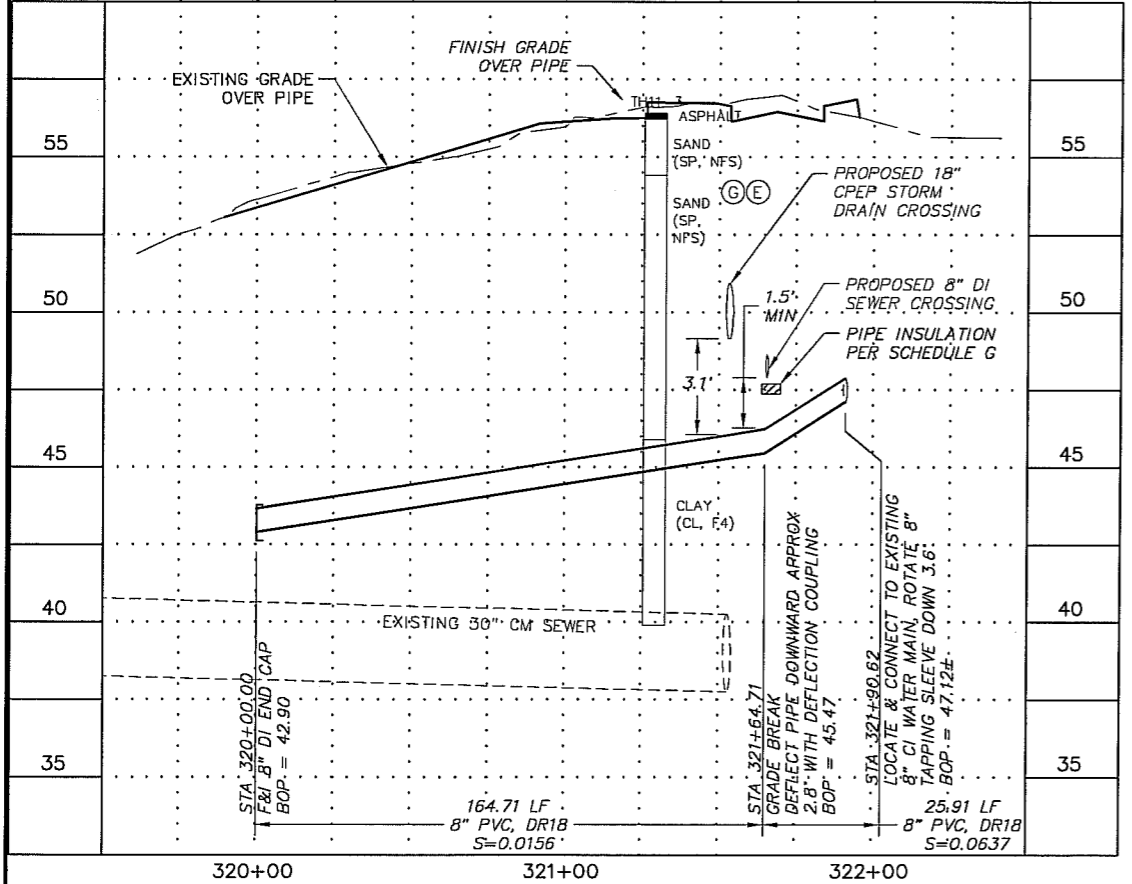 FINISH GRADE
OVER PIPE
EXISTING GRADE
OVER PIPE
TH11-3
ASPHALT
55
55
SAND
(SP, NFS)
G E
SAND
(SP,
NFS)
PROPOSED 18"
CPEP STORM
DRAIN CROSSING
50
50
1.5'
MIN
PROPOSED 8" DI
SEWER CROSSING
PIPE INSULATION
PER SCHEDULE G
3.1'
45
45
CLAY
(CL, F4)
40
40
EXISTING 30" CM SEWER
STA 320+00.00
F&I 8" DI END CAP
BOP = 42.90
STA 321+64.71
GRADE BREAK
DEFLECT PIPE DOWNWARD APPROX
2.8° WITH DEFLECTION COUPLING
BOP = 45.47
STA 321+90.62
LOCATE & CONNECT TO EXISTING
8" CI WATER MAIN, ROTATE 8"
TAPPING SLEEVE DOWN 3.6°
BOP = 47.12±
35
35
164.71 LF
8" PVC, DR18
S=0.0156
25.91 LF
8" PVC, DR18
S=0.0637
320+00
321+00
322+00